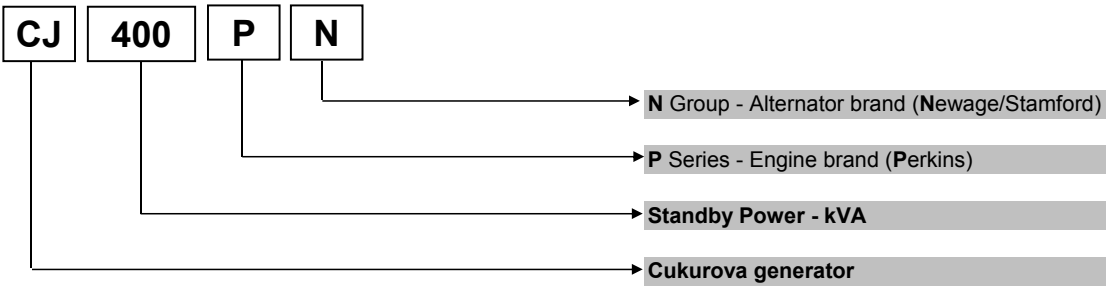 CJ 400 P N
N Group - Alternator brand (Newage/Stamford)
P Series - Engine brand (Perkins)
Standby Power - kVA
Cukurova generator